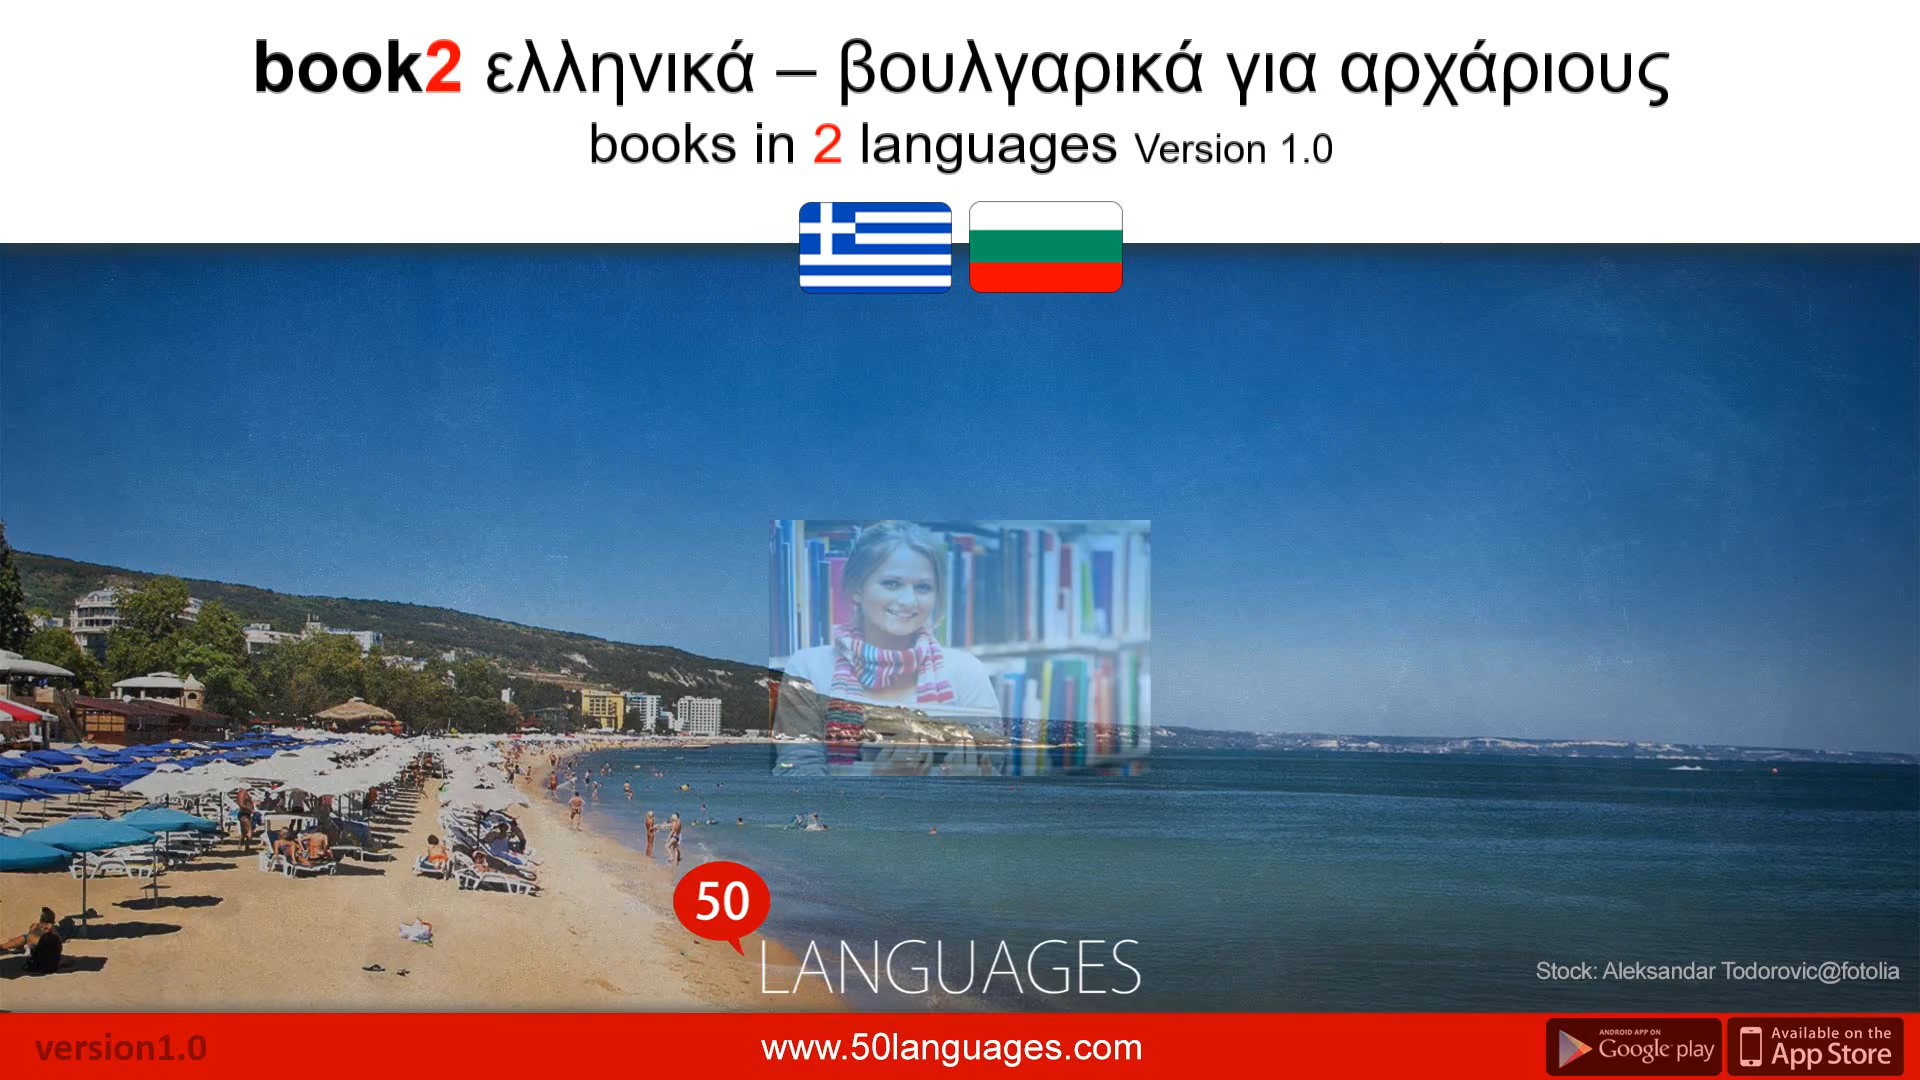 book2 ελληνικά – βουλγαρικά για αρχάριους
books in 2 languages Version 1.0
50
LANGUAGES
Stock: Aleksandar Todorovic@fotolia
version1.0
www.50languages.com
ANDROID APP ON
Google play
Available on the
App Store